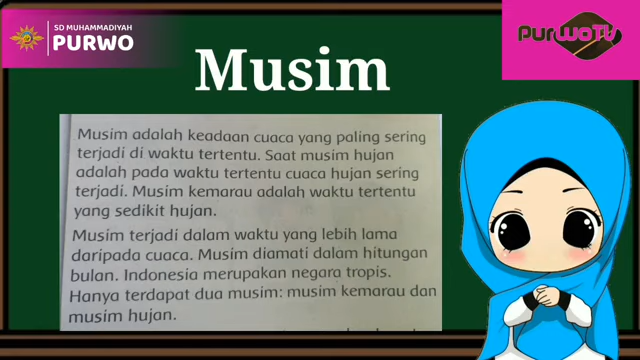 SD MUHAMMADIYAH
PURWO
PurWoTV
Musim
Musim adalah keadaan cuaca yang paling sering
terjadi di waktu tertentu. Saat musim hujan
adalah pada waktu tertentu cuaca hujan sering
terjadi. Musim kemarau adalah waktu tertentu
yang sedikit hujan.
Musim terjadi dalam waktu yang lebih lama
daripada cuaca. Musim diamati dalam hitungan
bulan. Indonesia merupakan negara tropis.
Hanya terdapat dua musim: musim kemarau dan
musim hujan.